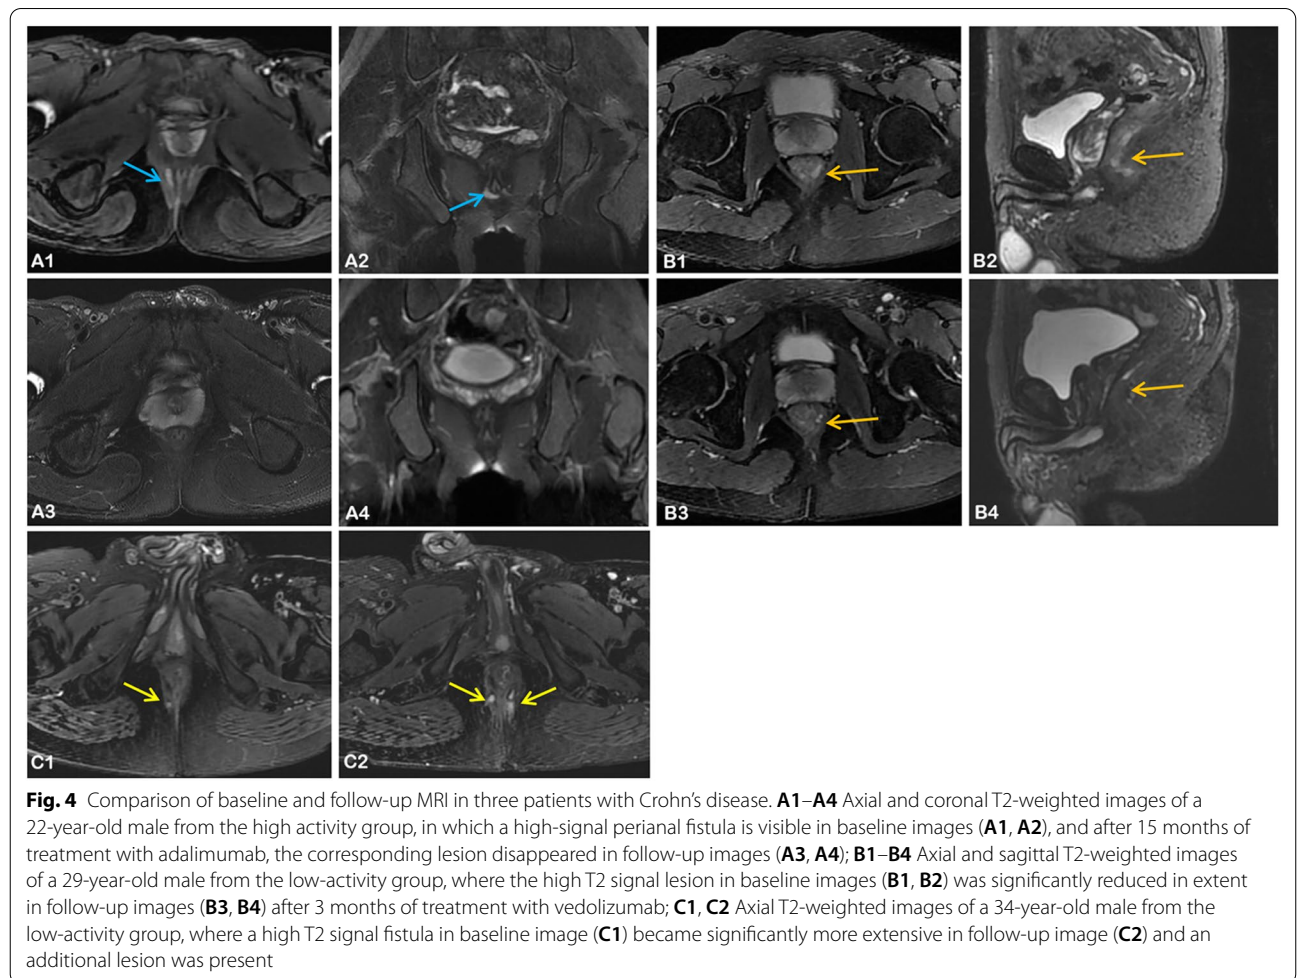 A1
A2
B1
B2
A3
A4
B3
B4
C1
C2
Fig. 4 Comparison of baseline and follow-up MRI in three patients with Crohn’s disease. A1–A4 Axial and coronal T2-weighted images of a
22-year-old male from the high activity group, in which a high-signal perianal fistula is visible in baseline images (A1, A2), and after 15 months of
treatment with adalimumab, the corresponding lesion disappeared in follow-up images (A3, A4); B1–B4 Axial and sagittal T2-weighted images
of a 29-year-old male from the low-activity group, where the high T2 signal lesion in baseline images (B1, B2) was significantly reduced in extent
in follow-up images (B3, B4) after 3 months of treatment with vedolizumab; C1, C2 Axial T2-weighted images of a 34-year-old male from the
low-activity group, where a high T2 signal fistula in baseline image (C1) became significantly more extensive in follow-up image (C2) and an
additional lesion was present